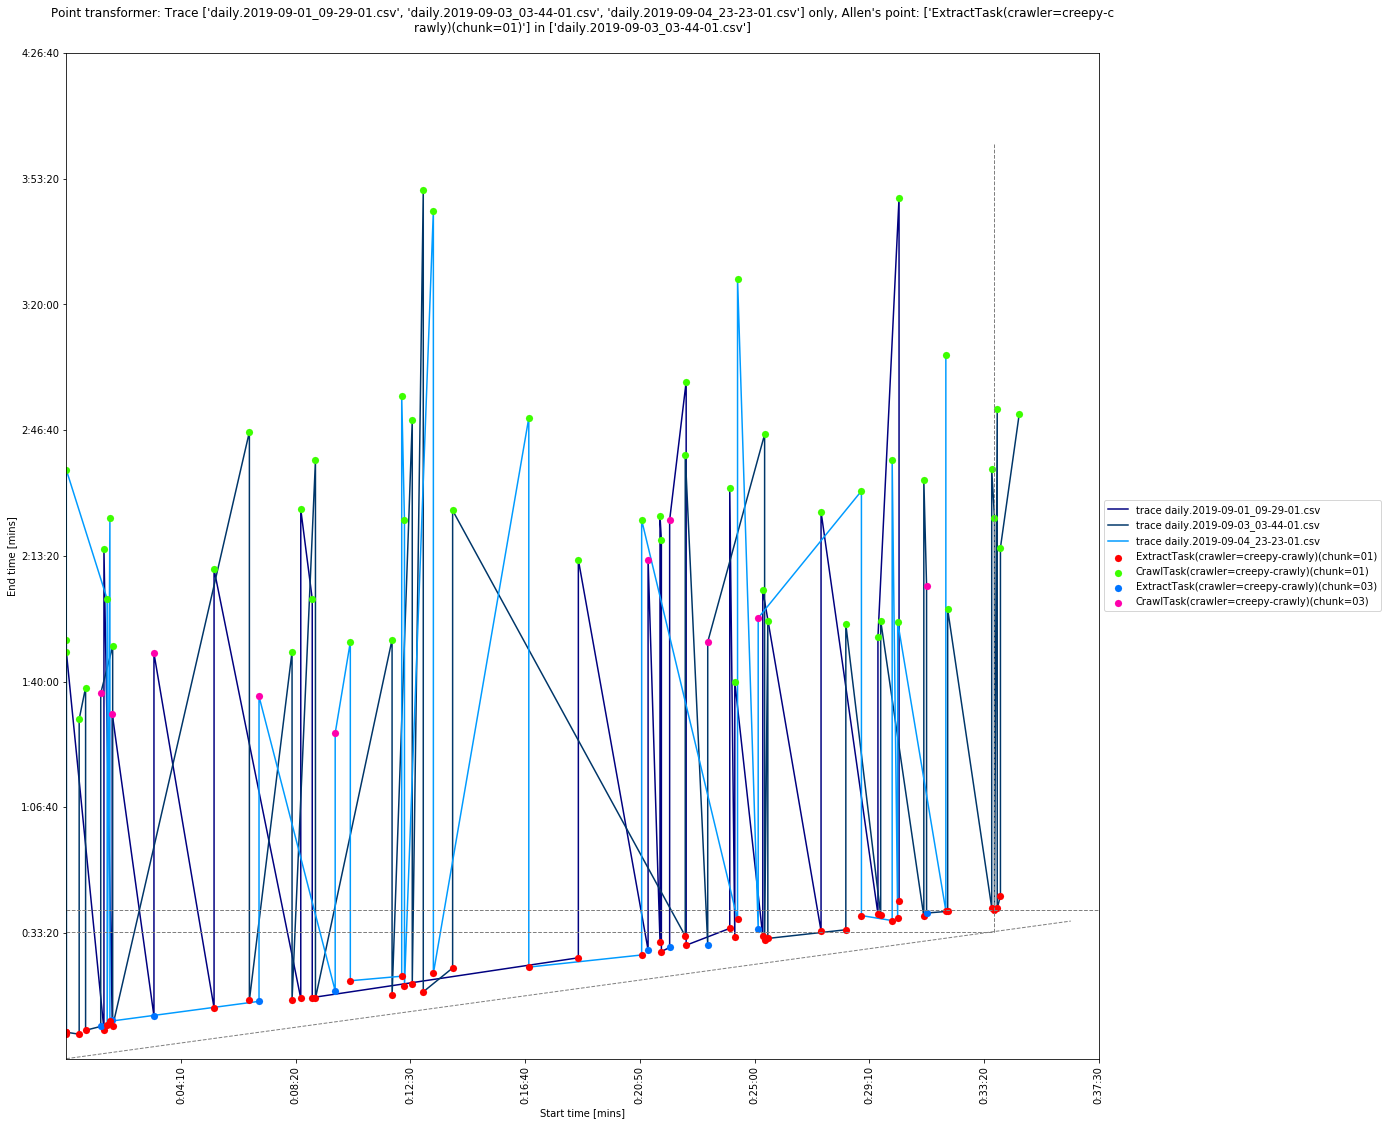 Point transformer: Trace ['daily.2019-09-01_09-29-01.csv', 'daily.2019-09-03_03-44-01.csv', 'daily.2019-09-04_23-23-01.csv'] only, Allen's point: ['ExtractTask(crawler=creepy-c
rawly)(chunk=01)'] in ['daily.2019-09-03_03-44-01.csv']
4:26:40
3:53:20
3:20:00
2:46:40
2:13:20
1:40:00
1:06:40
0:33:20
End time [mins]
trace daily.2019-09-01_09-29-01.csv
trace daily.2019-09-03_03-44-01.csv
trace daily.2019-09-04_23-23-01.csv
ExtractTask(crawler=creepy-crawly)(chunk=01)
CrawlTask(crawler=creepy-crawly)(chunk=01)
ExtractTask(crawler=creepy-crawly)(chunk=03)
CrawlTask(crawler=creepy-crawly)(chunk=03)
0:04:10
0:08:20
0:12:30
0:16:40
0:20:50
0:25:00
0:29:10
0:33:20
0:37:30
Start time [mins]